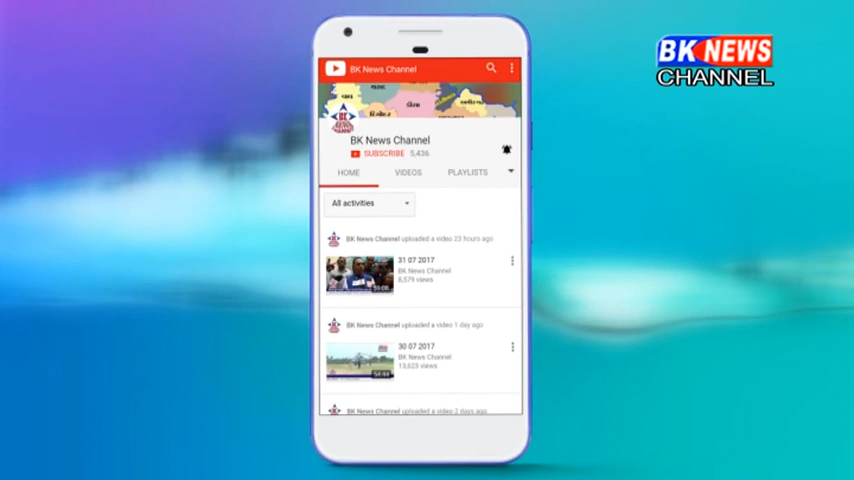 BK NEWS
CHANNEL
BK News Channel
BK News Channel
SUBSCRIBE 5,436
HOME VIDEOS PLAYLISTS
All activities
BK News Channel uploaded a video 23 hours ago
31 07 2017
BK News Channel
8,579 views
BK News Channel uploaded a video 1 day ago
30 07 2017
BK News Channel
13,623 views
54:44
BK News Channel uploaded a video 2 days ago